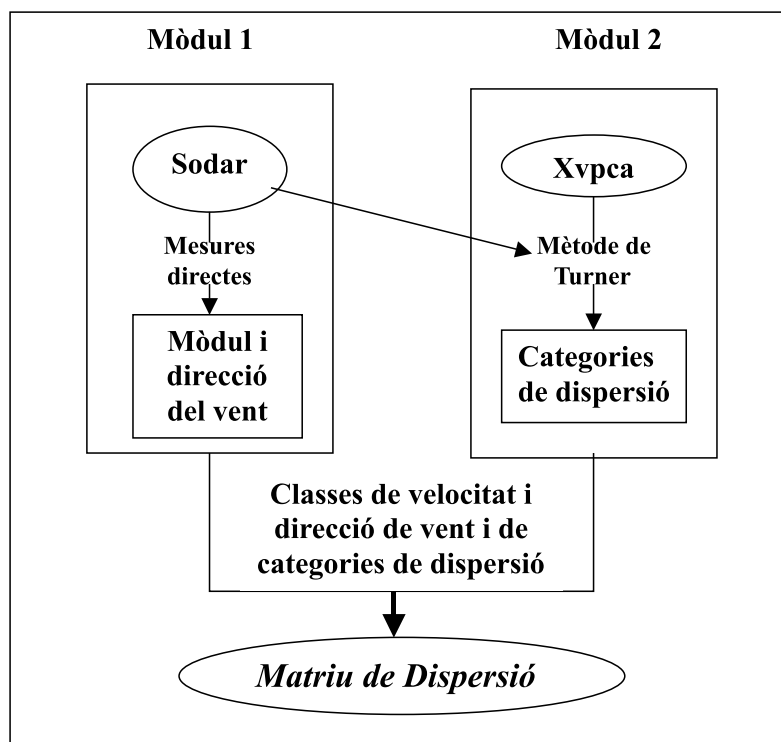 Mòdul 1
Mòdul 2
Sodar
Mesures
directes
Mòdul i
direcció
del vent
Xvpca
Mètode de
Turner
Categories
de dispersió
Classes de velocitat i
direcció de vent i de
categories de dispersió
Matriu de Dispersió